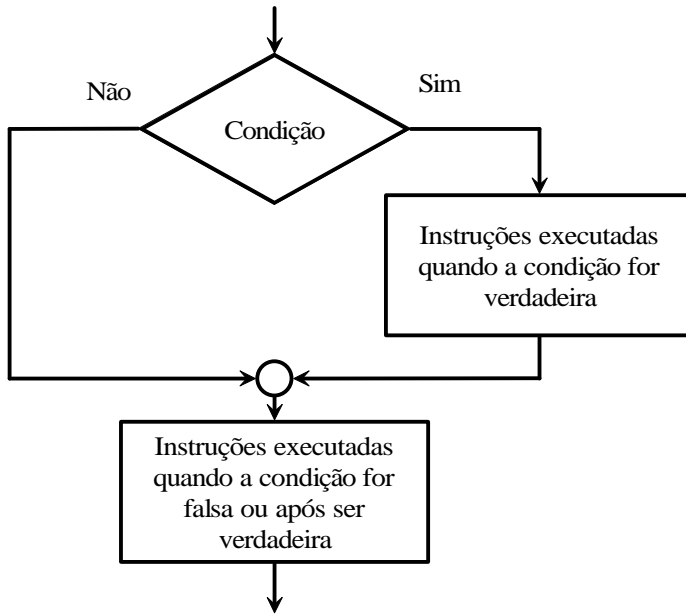 Não
Sim
Condição
Instruções executadas
quando a condição for
verdadeira
Instruções executadas
quando a condição for
falsa ou após ser
verdadeira